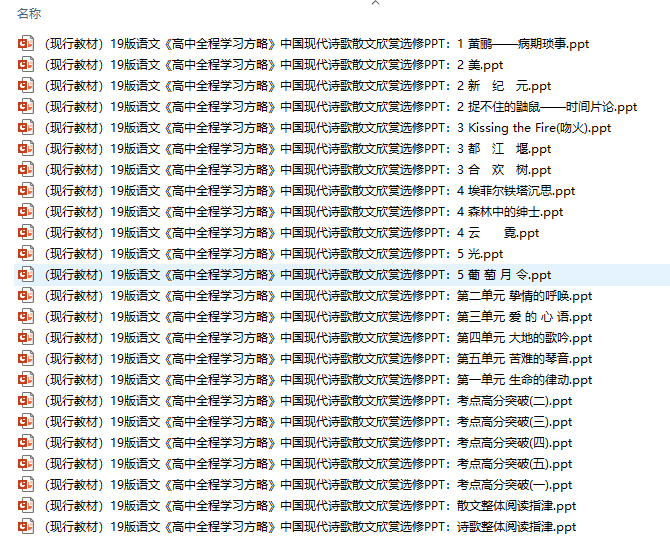 名称
（现行教材）19版语文《高中全程学习方略》中国现代诗歌散文欣赏选修PPT：1 黄鹂——病期琐事.ppt
（现行教材）19版语文《高中全程学习方略》中国现代诗歌散文欣赏选修PPT：2 美.ppt
（现行教材）19版语文《高中全程学习方略》中国现代诗歌散文欣赏选修PPT：2 新　纪　元.ppt
（现行教材）19版语文《高中全程学习方略》中国现代诗歌散文欣赏选修PPT：2 捉不住的鼬鼠——时间片论.ppt
（现行教材）19版语文《高中全程学习方略》中国现代诗歌散文欣赏选修PPT：3 Kissing the Fire(吻火).ppt
（现行教材）19版语文《高中全程学习方略》中国现代诗歌散文欣赏选修PPT：3 都　江　堰.ppt
（现行教材）19版语文《高中全程学习方略》中国现代诗歌散文欣赏选修PPT：3 合　欢　树.ppt
（现行教材）19版语文《高中全程学习方略》中国现代诗歌散文欣赏选修PPT：4 埃菲尔铁塔沉思.ppt
（现行教材）19版语文《高中全程学习方略》中国现代诗歌散文欣赏选修PPT：4 森林中的绅士.ppt
（现行教材）19版语文《高中全程学习方略》中国现代诗歌散文欣赏选修PPT：4 云　　霓.ppt
（现行教材）19版语文《高中全程学习方略》中国现代诗歌散文欣赏选修PPT：5 光.ppt
（现行教材）19版语文《高中全程学习方略》中国现代诗歌散文欣赏选修PPT：5 葡 萄 月 令.ppt
（现行教材）19版语文《高中全程学习方略》中国现代诗歌散文欣赏选修PPT：第二单元 挚情的呼唤.ppt
（现行教材）19版语文《高中全程学习方略》中国现代诗歌散文欣赏选修PPT：第三单元 爱 的 心 语.ppt
（现行教材）19版语文《高中全程学习方略》中国现代诗歌散文欣赏选修PPT：第四单元 大地的歌吟.ppt
（现行教材）19版语文《高中全程学习方略》中国现代诗歌散文欣赏选修PPT：第五单元 苦难的琴音.ppt
（现行教材）19版语文《高中全程学习方略》中国现代诗歌散文欣赏选修PPT：第一单元 生命的律动.ppt
（现行教材）19版语文《高中全程学习方略》中国现代诗歌散文欣赏选修PPT：考点高分突破(二).ppt
（现行教材）19版语文《高中全程学习方略》中国现代诗歌散文欣赏选修PPT：考点高分突破(三).ppt
（现行教材）19版语文《高中全程学习方略》中国现代诗歌散文欣赏选修PPT：考点高分突破(四).ppt
（现行教材）19版语文《高中全程学习方略》中国现代诗歌散文欣赏选修PPT：考点高分突破(五).ppt
（现行教材）19版语文《高中全程学习方略》中国现代诗歌散文欣赏选修PPT：考点高分突破(一).ppt
（现行教材）19版语文《高中全程学习方略》中国现代诗歌散文欣赏选修PPT：散文整体阅读指津.ppt
（现行教材）19版语文《高中全程学习方略》中国现代诗歌散文欣赏选修PPT：诗歌整体阅读指津.ppt